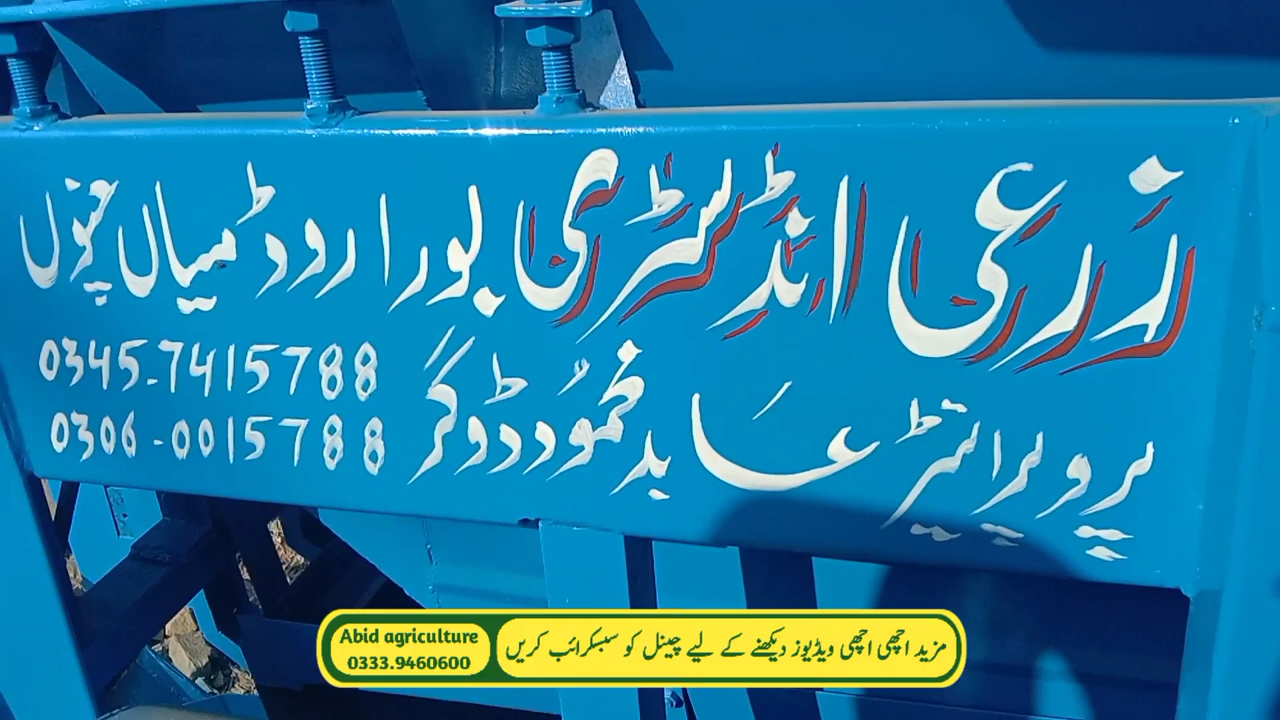 زرعی انڈسٹری بورا روڈ میاں چنوں
پروپرائیٹر عابد محمود ڈوگر
0345-7415788
0306-0015788
Abid agriculture
0333.9460600
مزید اچھی اچھی ویڈیوز دیکھنے کے لیے چینل کو سبسکرائب کریں